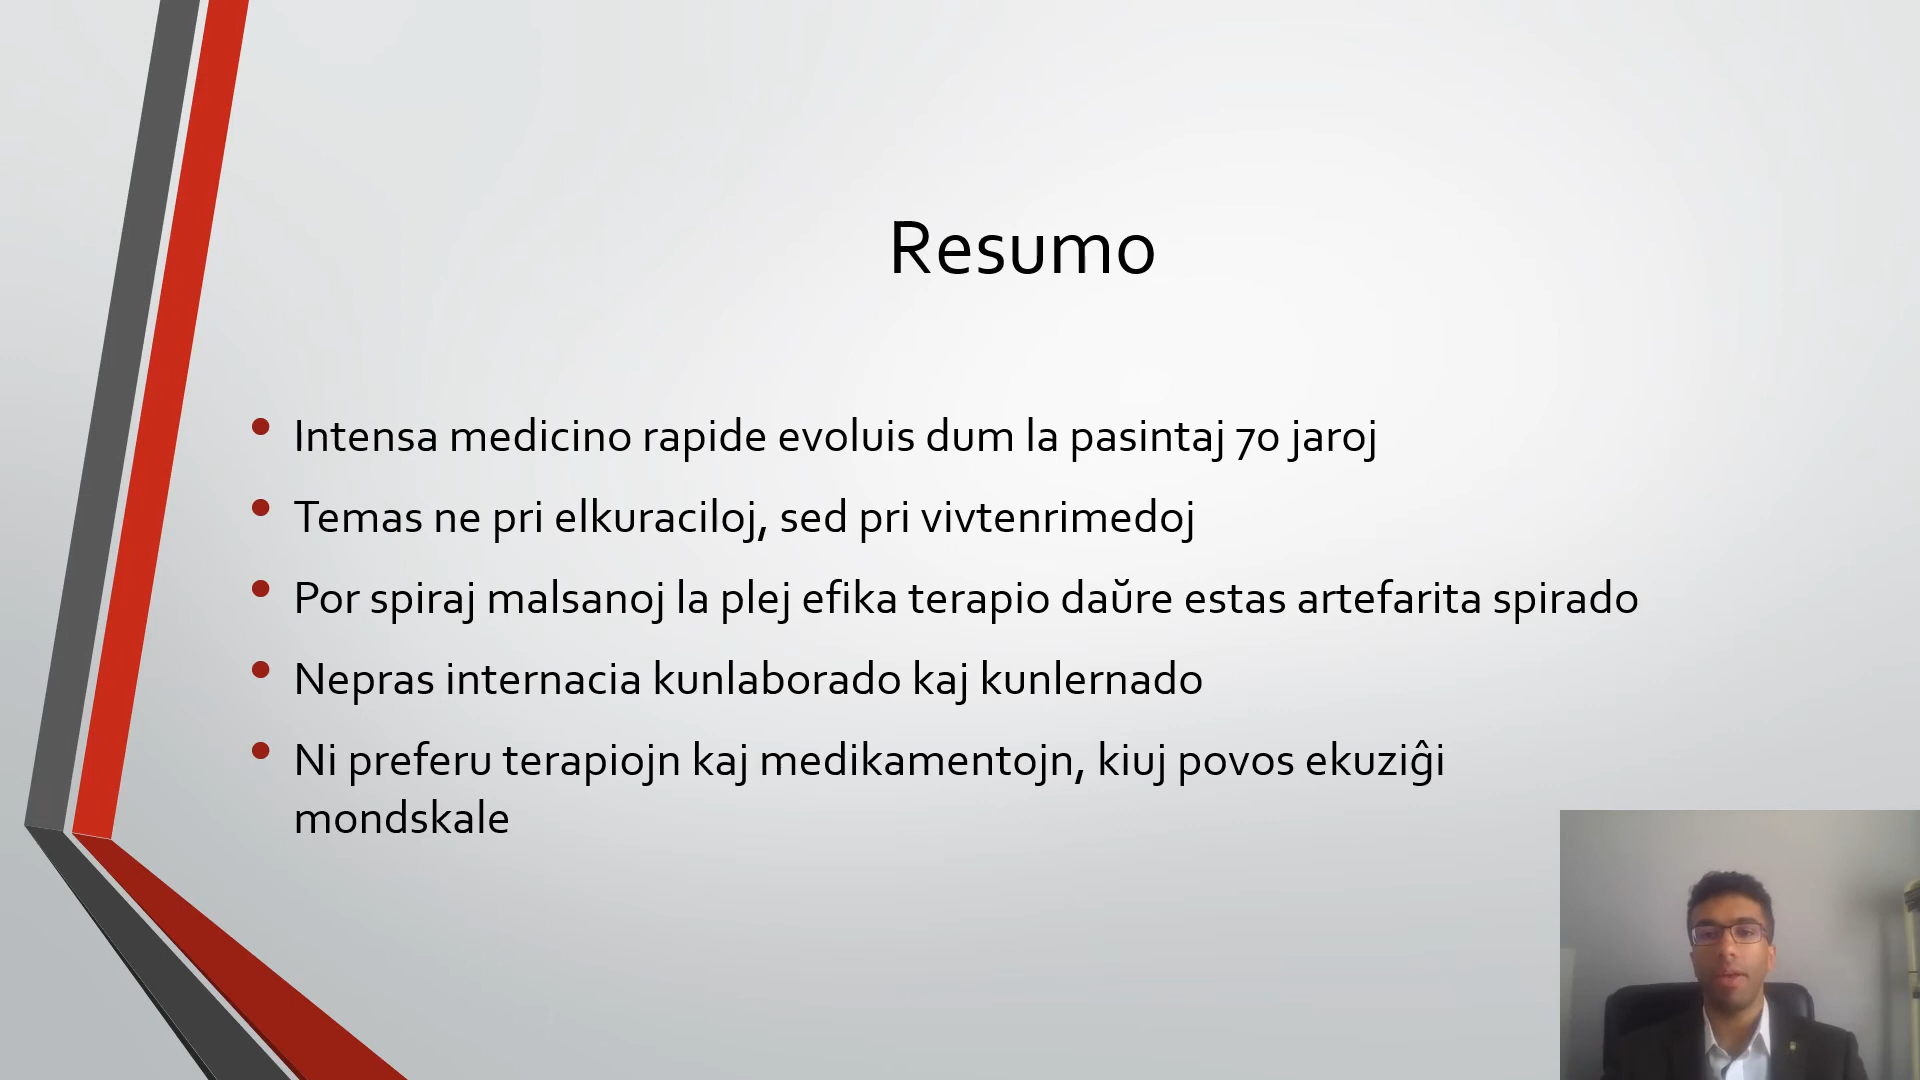 Resumo
• Intensa medicino rapide evoluis dum la pasintaj 70 jaroj
• Temas ne pri elkuraciloj, sed pri vivtenrimedoj
• Por spiraj malsanoj la plej efika terapio daŭre estas artefarita spirado
• Nepras internacia kunlaborado kaj kunlernado
• Ni preferu terapiojn kaj medikamentojn, kiuj povos ekuziĝi
mondskale